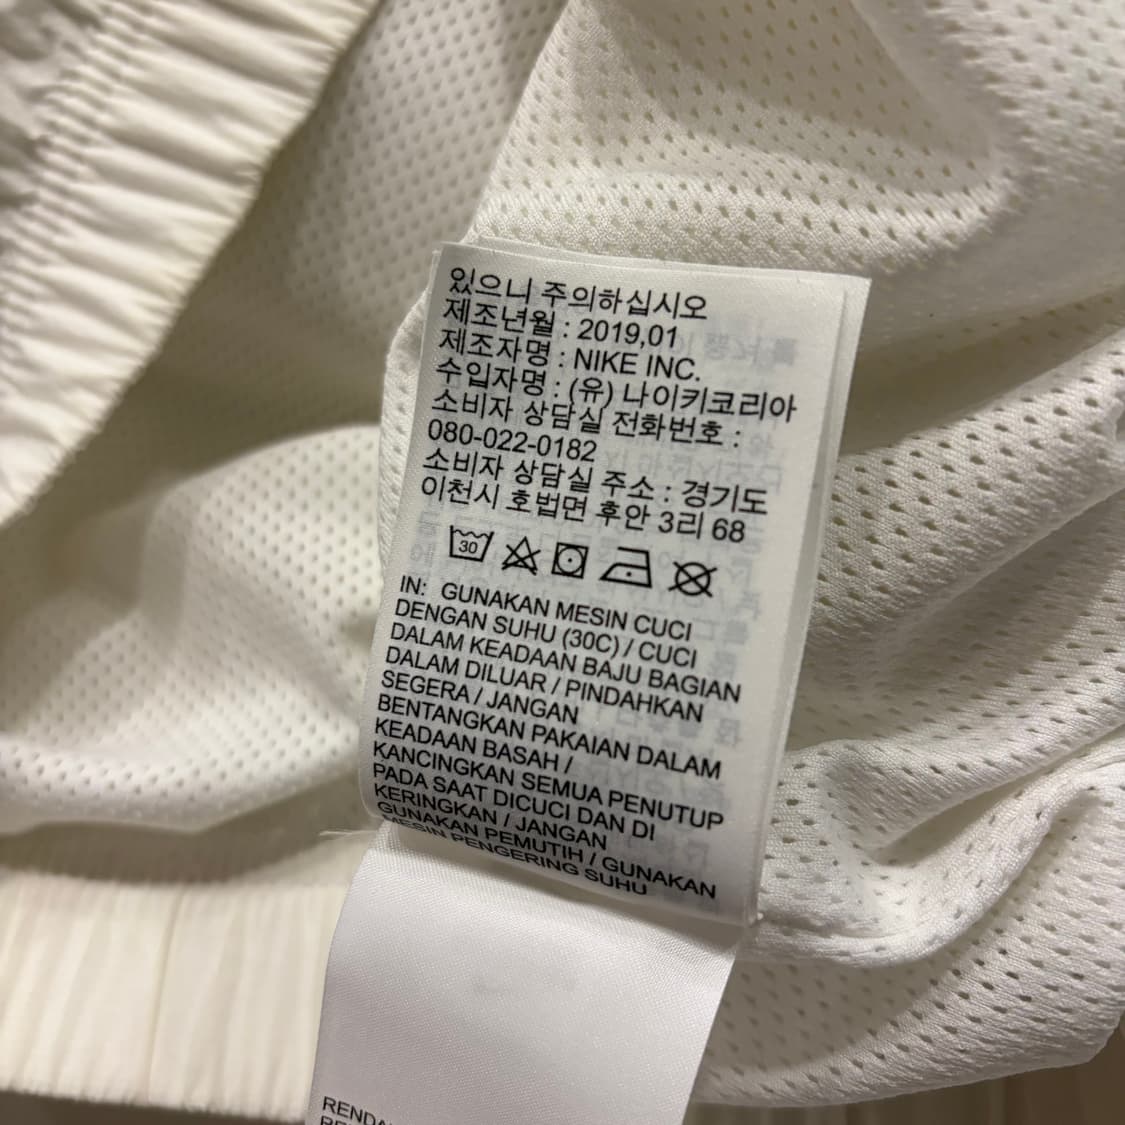 있으니 주의하십시오
제조년월 : 2019,01
제조자명 : NIKE INC.
수입자명 : (유) 나이키코리아
소비자 상담실 전화번호 :
080-022-0182
소비자 상담실 주소 : 경기도
이천시 호법면 후안 3리 68
30
IN: GUNAKAN MESIN CUCI
DENGAN SUHU (30C) / CUCI
DALAM KEADAAN BAJU BAGIAN
DALAM DILUAR / PINDAHKAN
SEGERA / JANGAN
BENTANGKAN PAKAIAN DALAM
KEADAAN BASAH /
KANCINGKAN SEMUA PENUTUP
PADA SAAT DICUCI DAN DI
KERINGKAN / JANGAN
GUNAKAN PEMUTIH / GUNAKAN
MESIN PENGERING SUHU